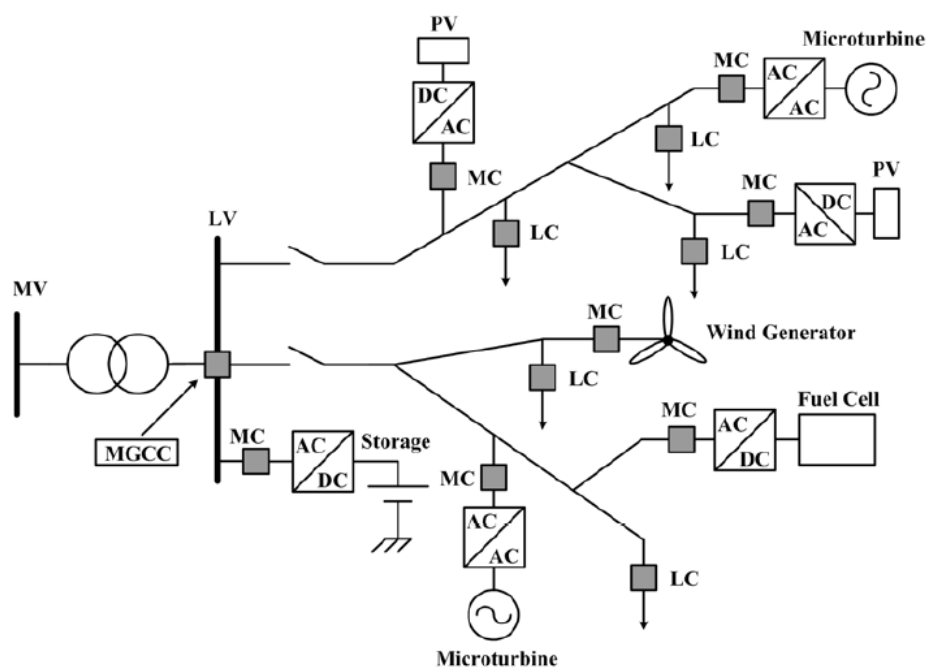 PV
Microturbine
MC
AC
AC
DC
AC
LC
MC
PV
MC
DC
AC
LV
LC
LC
MV
MC
Wind Generator
LC
Fuel Cell
MC
MGCC
MC
AC
DC
Storage
AC
DC
MC
AC
AC
LC
Microturbine